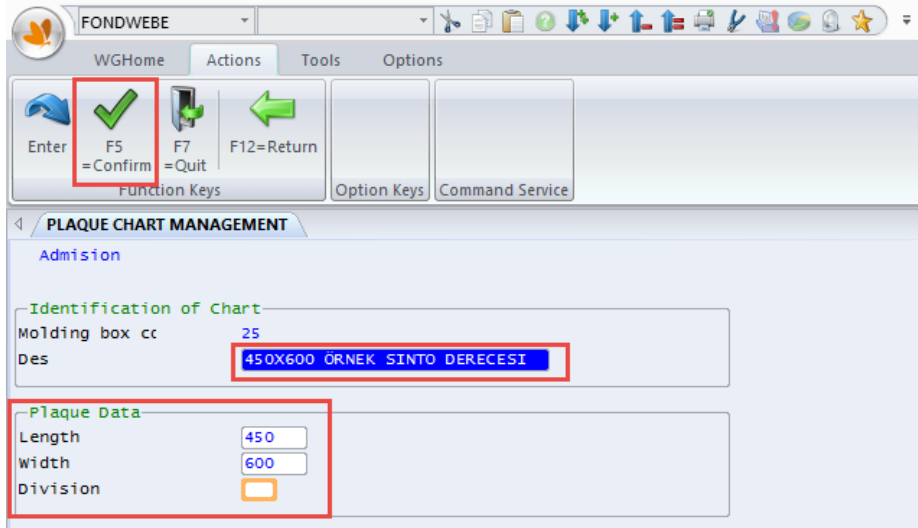 FONDWEBE
WGHome Actions Tools Options
Enter F5 =Confirm F7 =Quit F12=Return
Function Keys Option Keys Command Service
PLAQUE CHART MANAGEMENT
Admision
Identification of Chart
Molding box cc 25
Des 450X600 ÖRNEK SINTO DERECESI
Plaque Data
Length 450
Width 600
Division